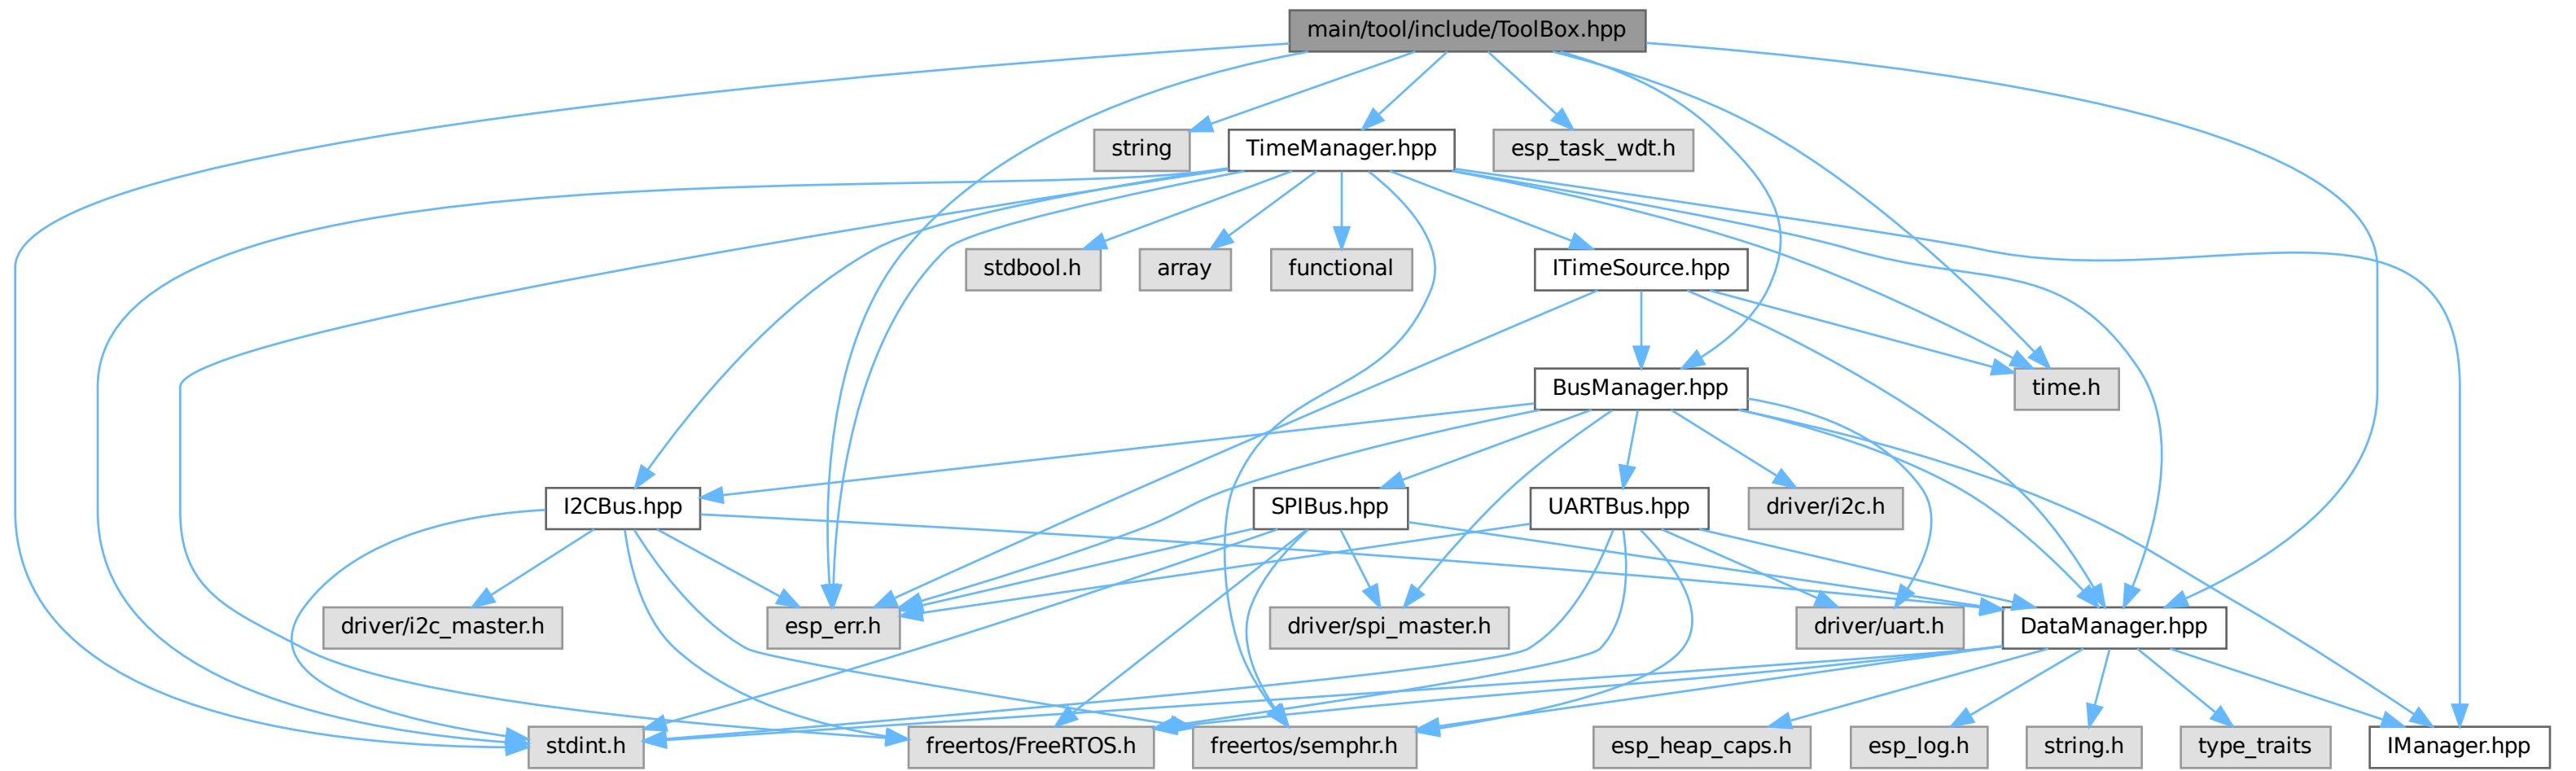 main/tool/include/ToolBox.hpp
string
TimeManager.hpp
esp_task_wdt.h
stdbool.h
array
functional
ITimeSource.hpp
BusManager.hpp
time.h
I2CBus.hpp
SPIBus.hpp
UARTBus.hpp
driver/i2c.h
driver/i2c_master.h
esp_err.h
driver/spi_master.h
driver/uart.h
DataManager.hpp
stdint.h
freertos/FreeRTOS.h
freertos/semphr.h
esp_heap_caps.h
esp_log.h
string.h
type_traits
IManager.hpp